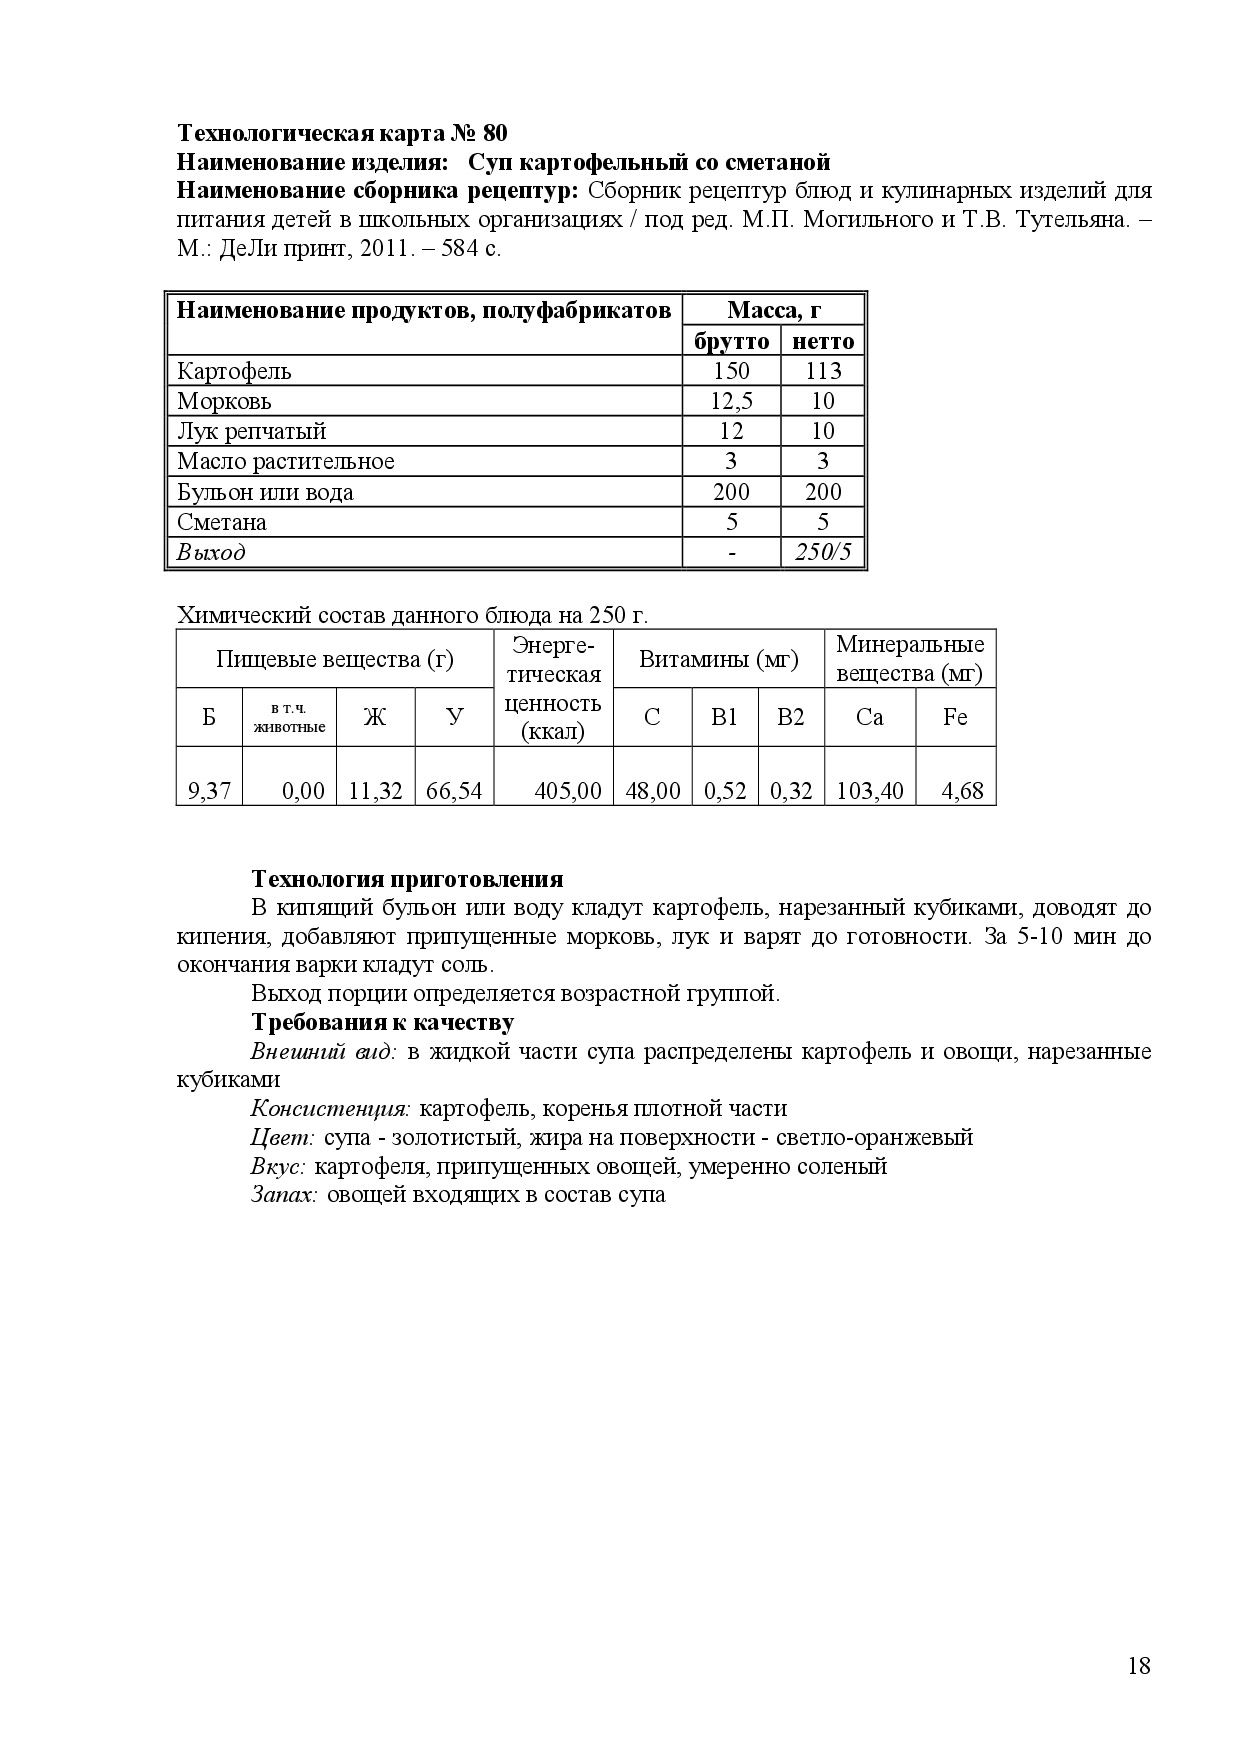 Технологическая карта № 80
Наименование изделия: Суп картофельный со сметаной
Наименование сборника рецептур: Сборник рецептур блюд и кулинарных изделий для
питания детей в школьных организациях / под ред. М.П. Могильного и Т.В. Тутельяна. –
М.: ДеЛи принт, 2011. – 584 с.
Наименование продуктов, полуфабрикатов Масса, г
брутто нетто
Картофель 150 113
Морковь 12,5 10
Лук репчатый 12 10
Масло растительное 3 3
Бульон или вода 200 200
Сметана 5 5
Выход - 250/5
Химический состав данного блюда на 250 г.
Пищевые вещества (г) Энерге-
тическая
ценность
(ккал) Витамины (мг) Минеральные
вещества (мг)
Б в т.ч.
животные Ж У С В1 В2 Са Fe
9,37 0,00 11,32 66,54 405,00 48,00 0,52 0,32 103,40 4,68
Технология приготовления
В кипящий бульон или воду кладут картофель, нарезанный кубиками, доводят до
кипения, добавляют припущенные морковь, лук и варят до готовности. За 5-10 мин до
окончания варки кладут соль.
Выход порции определяется возрастной группой.
Требования к качеству
Внешний вид: в жидкой части супа распределены картофель и овощи, нарезанные
кубиками
Консистенция: картофель, коренья плотной части
Цвет: супа - золотистый, жира на поверхности - светло-оранжевый
Вкус: картофеля, припущенных овощей, умеренно соленый
Запах: овощей входящих в состав супа
18